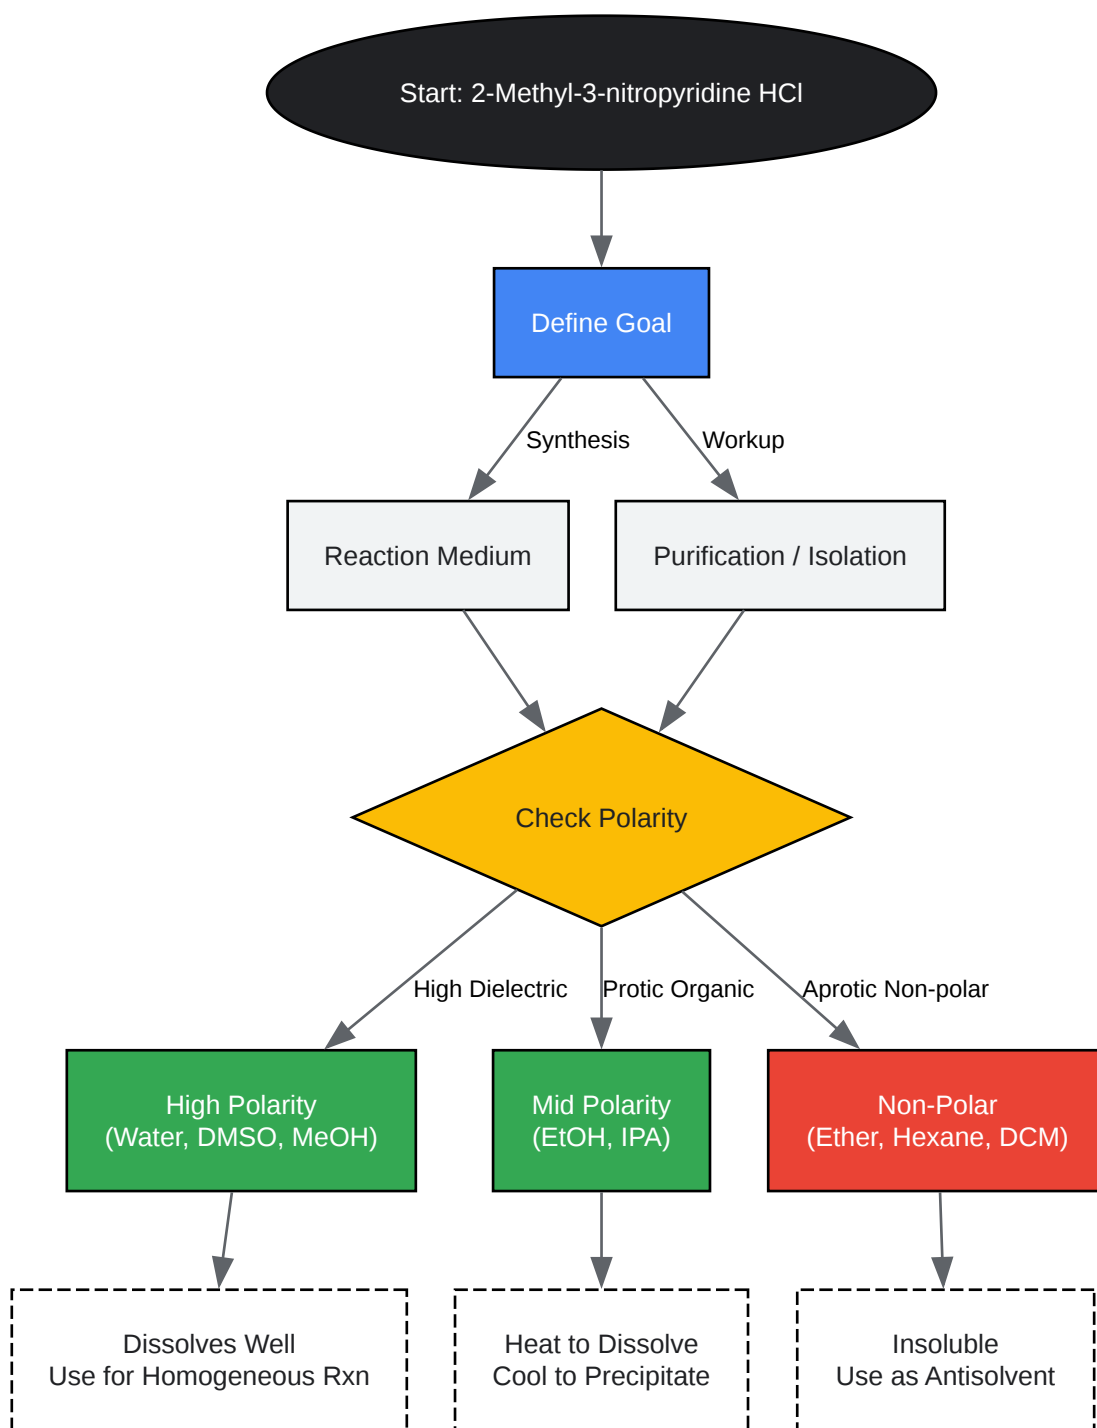 Start: 2-Methyl-3-nitropyridine HCl
Define Goal
Synthesis
Workup
Reaction Medium
Purification / Isolation
Check Polarity
High Dielectric
Protic Organic
Aprotic Non-polar
High Polarity
(Water, DMSO, MeOH)
Mid Polarity
(EtOH, IPA)
Non-Polar
(Ether, Hexane, DCM)
Dissolves Well
Use for Homogeneous Rxn
Heat to Dissolve
Cool to Precipitate
Insoluble
Use as Antisolvent